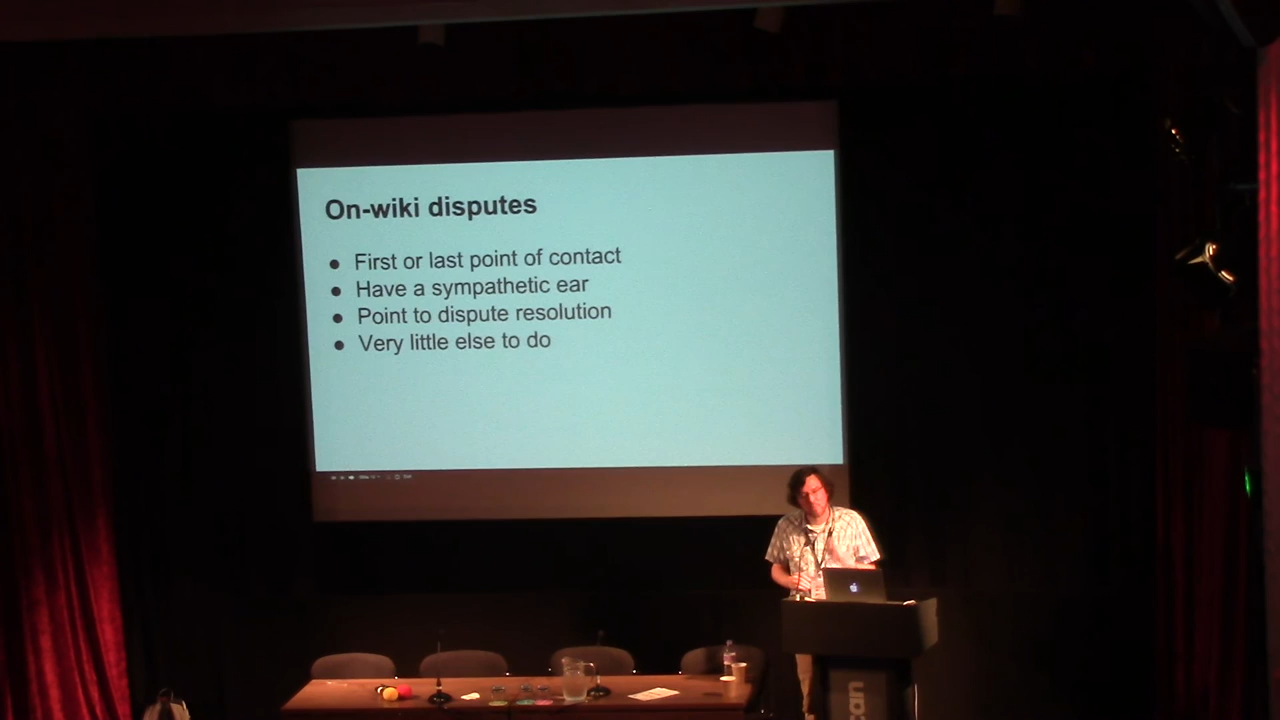 On-wiki disputes
● First or last point of contact
● Have a sympathetic ear
● Point to dispute resolution
● Very little else to do
can